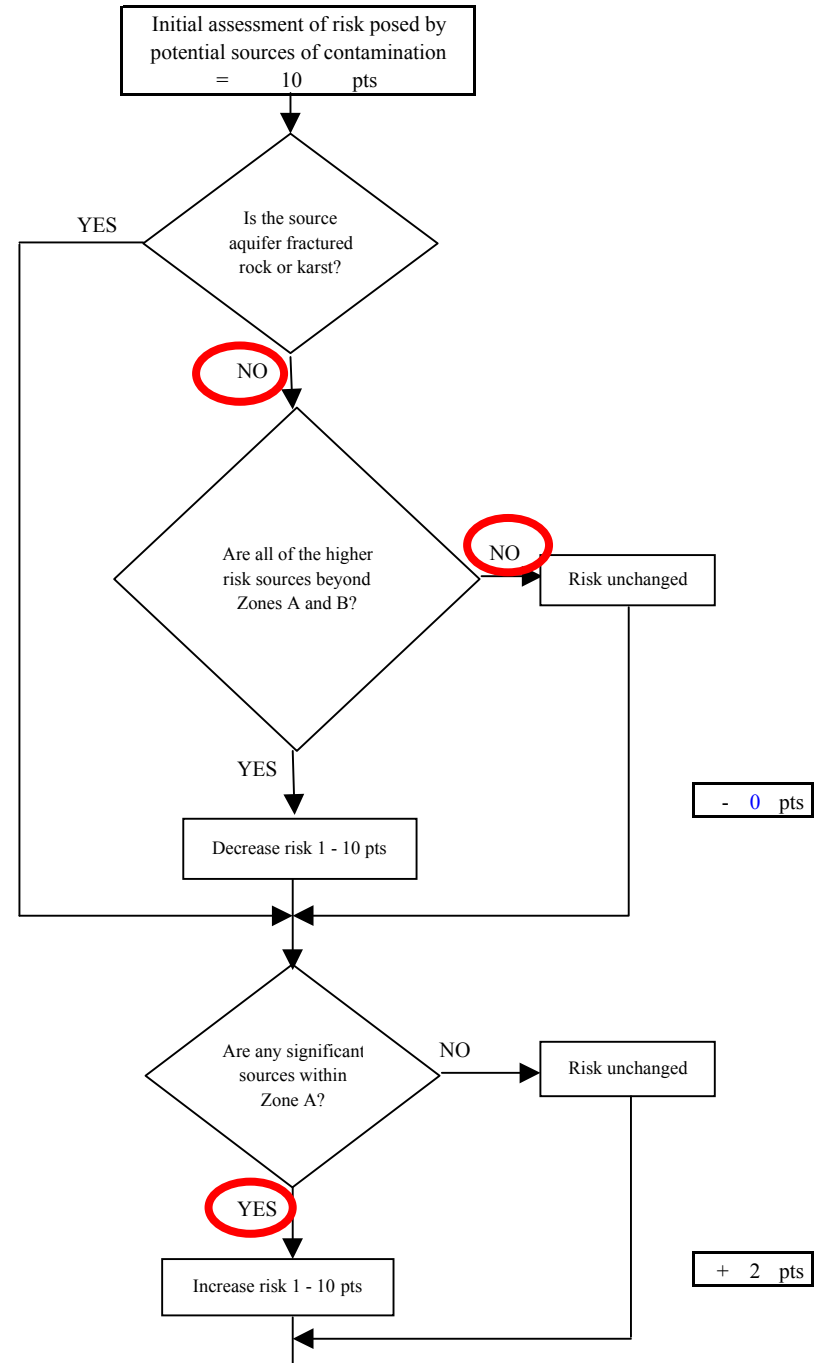 Initial assessment of risk posed by
potential sources of contamination
= 10 pts
YES
Is the source
aquifer fractured
rock or karst?
NO
Are all of the higher
risk sources beyond
Zones A and B?
NO
Risk unchanged
YES
- 0 pts
Decrease risk 1 - 10 pts
Are any significant
sources within
Zone A?
NO
Risk unchanged
YES
+ 2 pts
Increase risk 1 - 10 pts